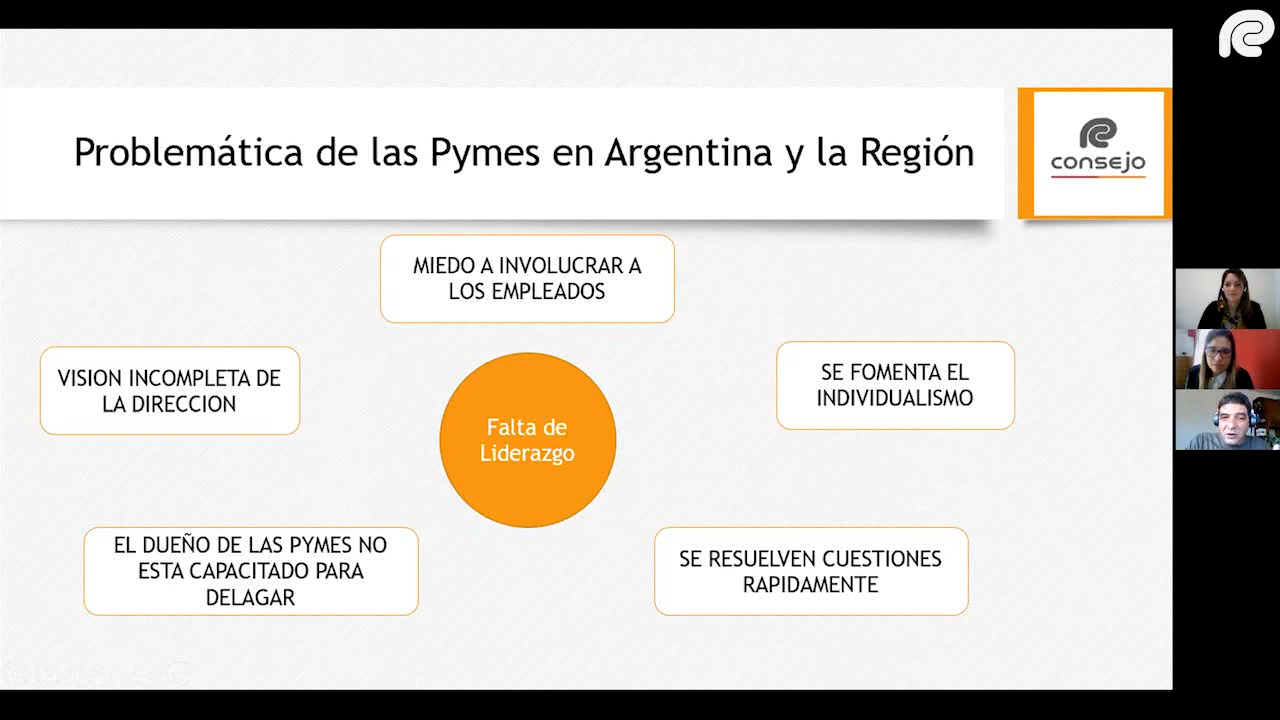 Problemática de las Pymes en Argentina y la Región
consejo
MIEDO A INVOLUCRAR A
LOS EMPLEADOS
VISION INCOMPLETA DE
LA DIRECCION
SE FOMENTA EL
INDIVIDUALISMO
Falta de
Liderazgo
EL DUEÑO DE LAS PYMES NO
ESTA CAPACITADO PARA
DELAGAR
SE RESUELVEN CUESTIONES
RAPIDAMENTE